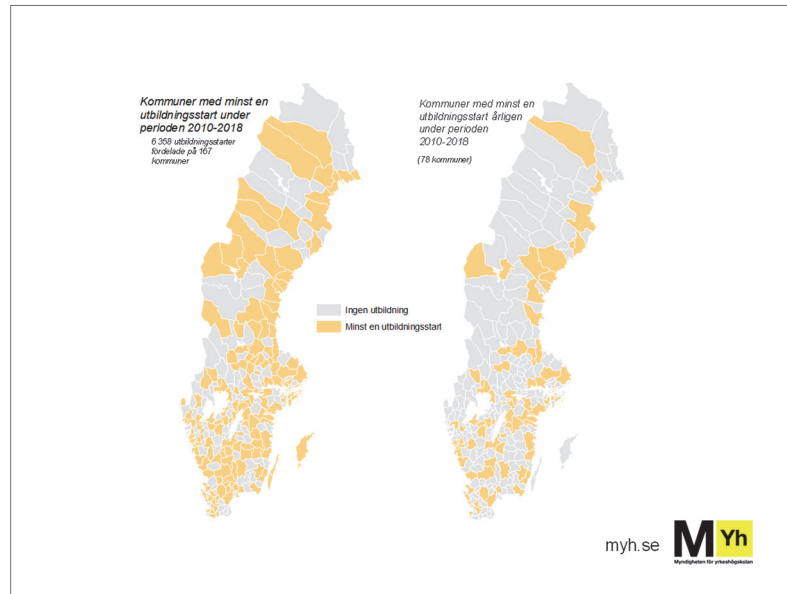 Kommuner med minst en
utbildningsstart under
perioden 2010-2018
6 358 utbildningsstarter
fördelade på 167
kommuner
Kommuner med minst en
utbildningsstart årligen
under perioden
2010-2018
(78 kommuner)
Ingen utbildning
Minst en utbildningsstart
myh.se
M Yh
Myndigheten för yrkeshögskolan